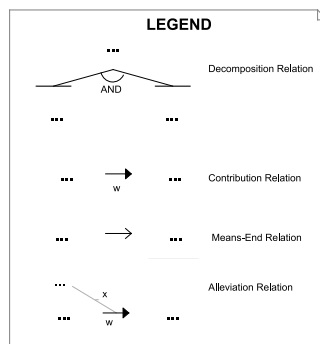 LEGEND
...
Decomposition Relation
AND
... ...
... ... Contribution Relation
w
... ... Means-End Relation
... Alleviation Relation
x
... w ...